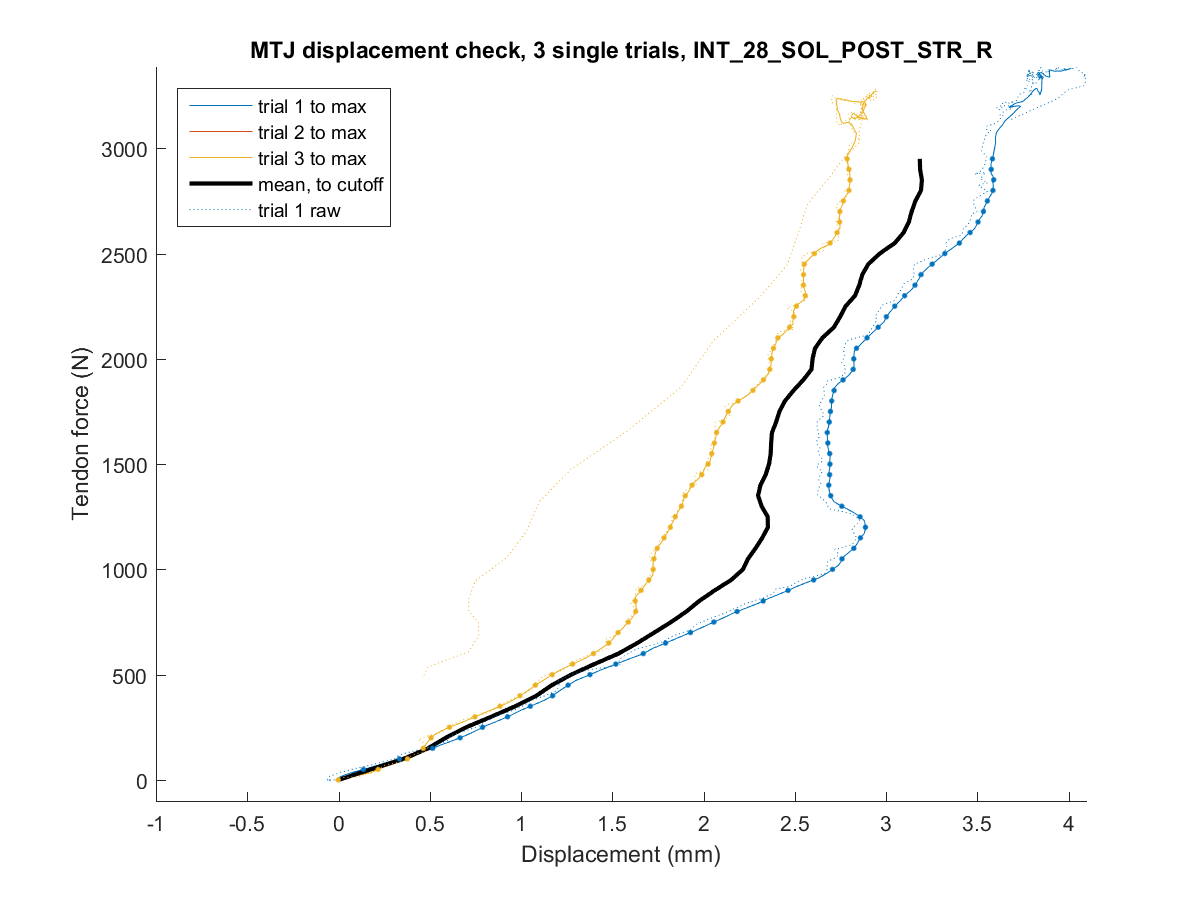 MTJ displacement check, 3 single trials, INT_28_SOL_POST_STR_R
trial 1 to max
trial 2 to max
trial 3 to max
mean, to cutoff
trial 1 raw
3000
2500
2000
1500
1000
500
0
Tendon force (N)
-1 -0.5 0 0.5 1 1.5 2 2.5 3 3.5 4
Displacement (mm)